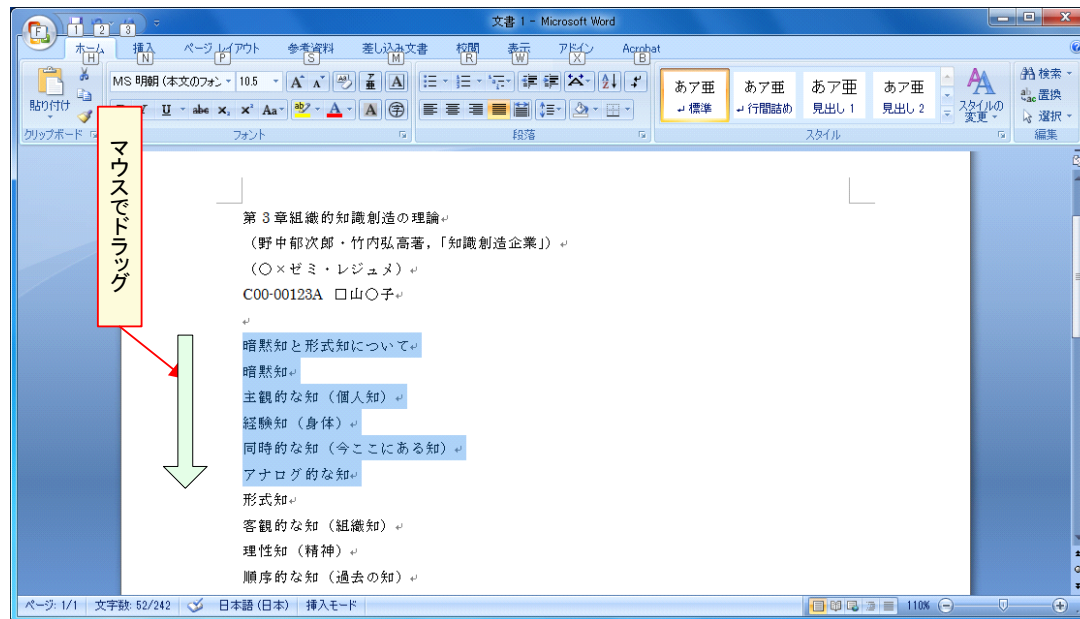 文書 1 - Microsoft Word
F 1 2 3
ホーム 挿入 ページ レイアウト 参考資料 差し込み文書 校閲 表示 アドイン Acrobat
H N P S M R W X B
貼り付け
MS 明朝 (本文のフォン 10.5
クリップボード フォント 段落 スタイル 編集
あア亜 あア亜 あア亜 あア亜
標準 行間詰め 見出し 1 見出し 2
スタイルの変更
検索
置換
選択
マウスでドラッグ
第 3 章組織的知識創造の理論
（野中郁次郎・竹内弘高著，「知識創造企業」）
（○×ゼミ・レジュメ）
C00-00123A 口山○子
暗黙知と形式知について
暗黙知
主観的な知（個人知）
経験知（身体）
同時的な知（今ここにある知）
アナログ的な知
形式知
客観的な知（組織知）
理性知（精神）
順序的な知（過去の知）
ページ: 1/1 文字数: 52/242 日本語 (日本) 挿入モード 110%